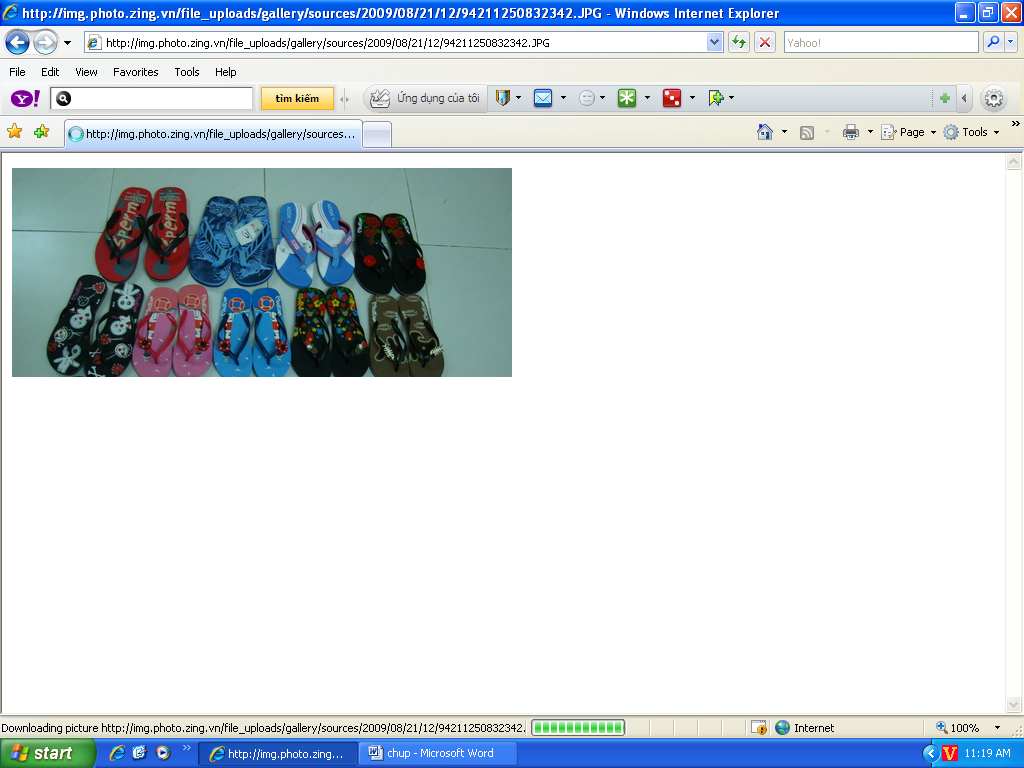 http://img.photo.zing.vn/file_uploads/gallery/sources/2009/08/21/12/94211250832342.JPG - Windows Internet Explorer
http://img.photo.zing.vn/file_uploads/gallery/sources/2009/08/21/12/94211250832342.JPG
Yahoo!
File Edit View Favorites Tools Help
Y! tìm kiếm Ứng dụng của tôi
http://img.photo.zing.vn/file_uploads/gallery/sources... Page Tools
sperm
sperm
Downloading picture http://img.photo.zing.vn/file_uploads/gallery/sources/2009/08/21/12/94211250832342. Internet 100%
start http://img.photo.zing... chup - Microsoft Word V 11:19 AM